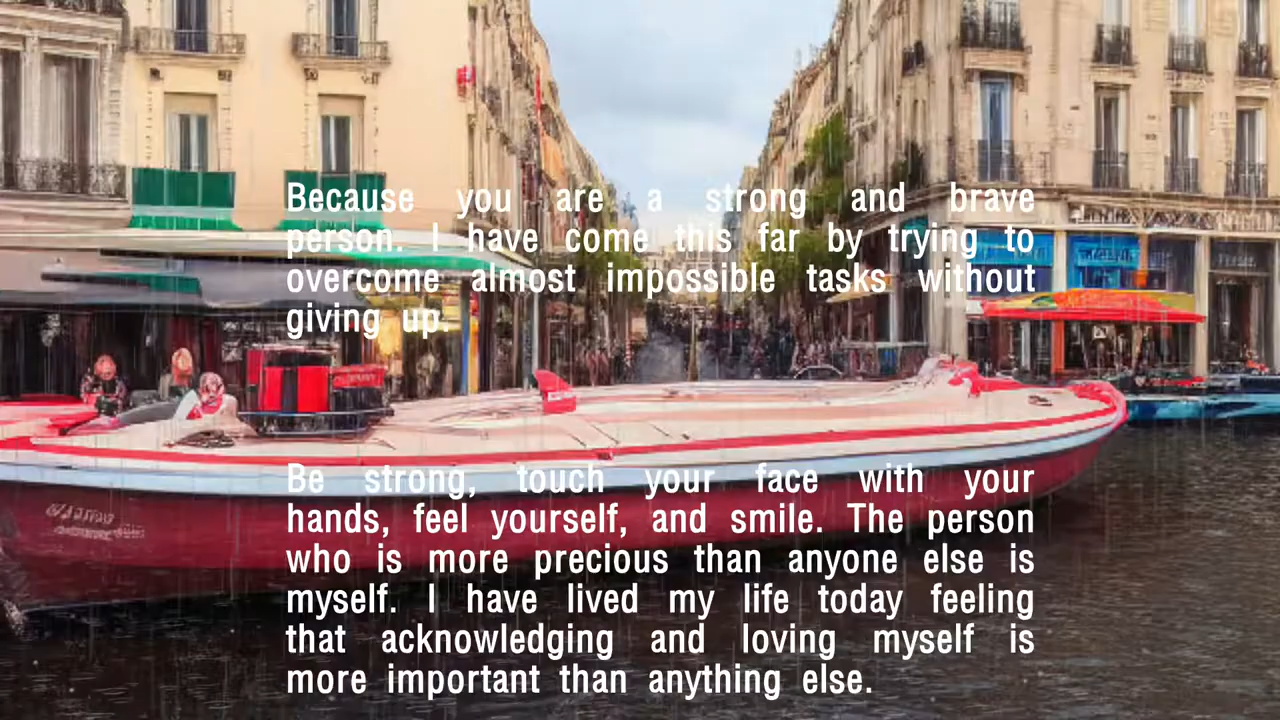 Because you are a strong and brave
person. I have come this far by trying to
overcome almost impossible tasks without
giving up.
Be strong, touch your face with your
hands, feel yourself, and smile. The person
who is more precious than anyone else is
myself. I have lived my life today feeling
that acknowledging and loving myself is
more important than anything else.